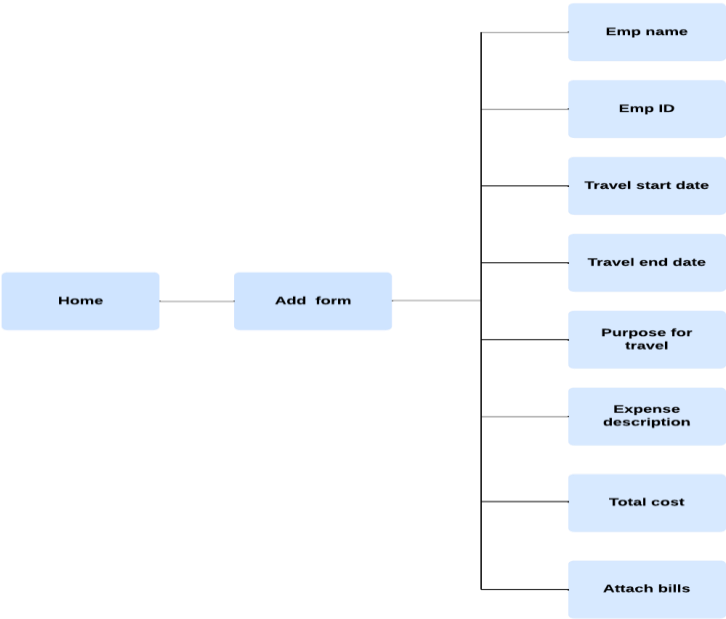 Home
Add form
Emp name
Emp ID
Travel start date
Travel end date
Purpose for
travel
Expense
description
Total cost
Attach bills